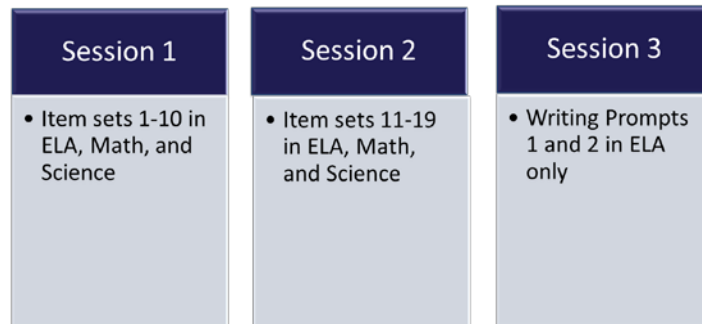 Session 1
• Item sets 1-10 in
ELA, Math, and
Science
Session 2
• Item sets 11-19
in ELA, Math,
and Science
Session 3
• Writing Prompts
1 and 2 in ELA
only